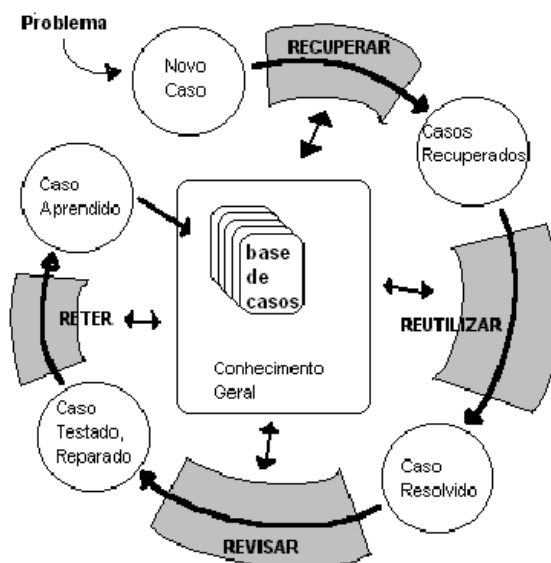 Problema
Novo
Caso
RECUPERAR
Casos
Recuperados
Caso
Aprendido
base
de
casos
RETER
REUTILIZAR
Conhecimento
Geral
Caso
Testado,
Reparado
Caso
Resolvido
REVISAR